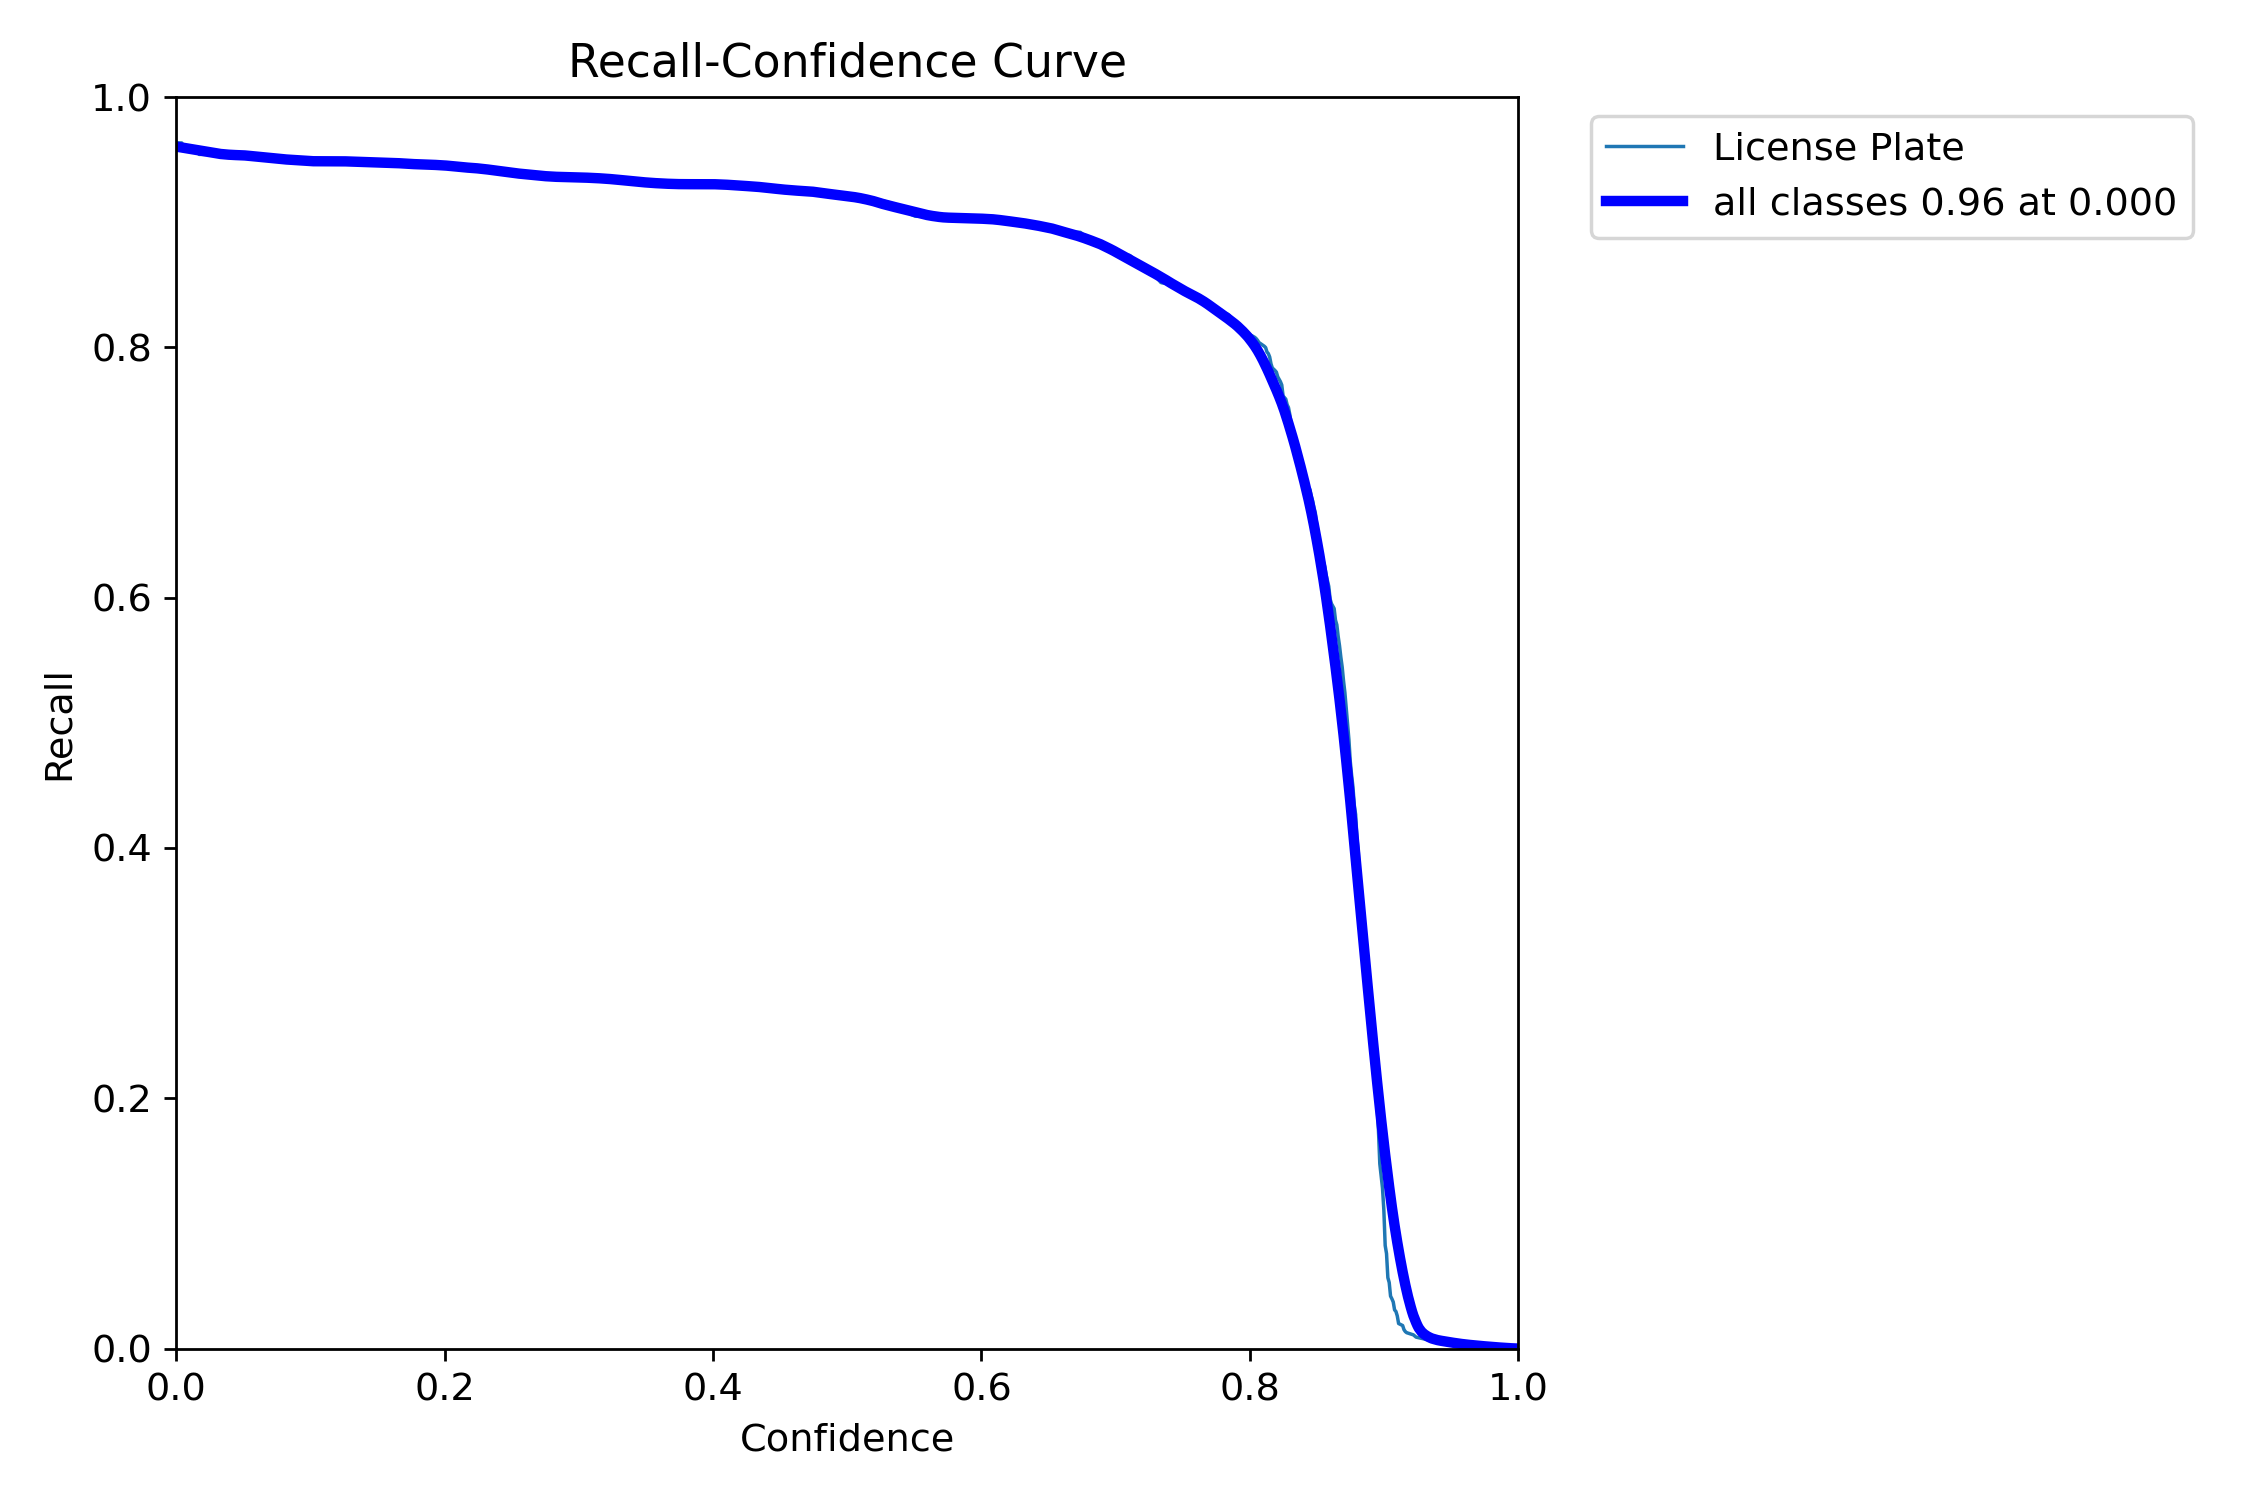 Recall-Confidence Curve
1.0
0.8
0.6
0.4
0.2
0.0
Recall
0.0 0.2 0.4 0.6 0.8 1.0
Confidence
License Plate
all classes 0.96 at 0.000